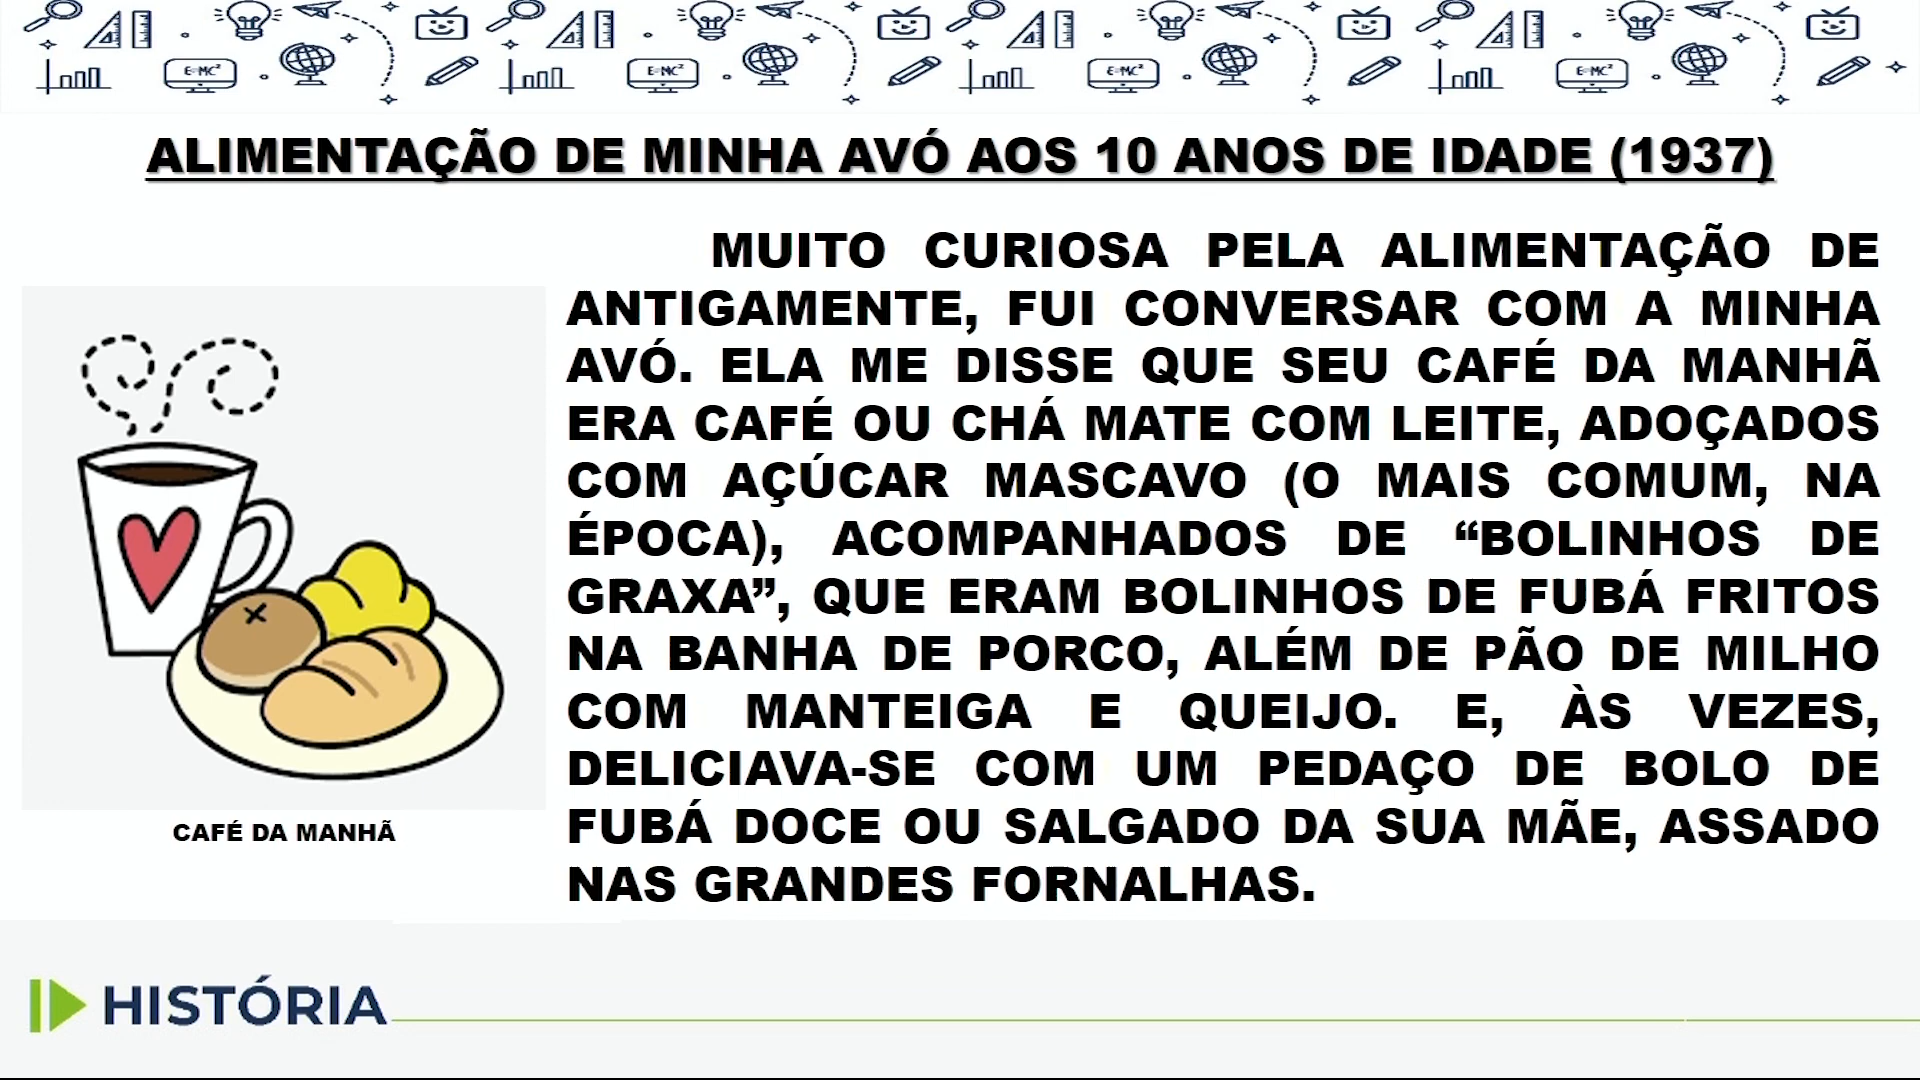 E=MC²
E=MC²
E=MC²
E=MC²
ALIMENTAÇÃO DE MINHA AVÓ AOS 10 ANOS DE IDADE (1937)
MUITO CURIOSA PELA ALIMENTAÇÃO DE
ANTIGAMENTE, FUI CONVERSAR COM A MINHA
AVÓ. ELA ME DISSE QUE SEU CAFÉ DA MANHÃ
ERA CAFÉ OU CHÁ MATE COM LEITE, ADOÇADOS
COM AÇÚCAR MASCAVO (O MAIS COMUM, NA
ÉPOCA), ACOMPANHADOS DE “BOLINHOS DE
GRAXA”, QUE ERAM BOLINHOS DE FUBÁ FRITOS
NA BANHA DE PORCO, ALÉM DE PÃO DE MILHO
COM MANTEIGA E QUEIJO. E, ÀS VEZES,
DELICIAVA-SE COM UM PEDAÇO DE BOLO DE
FUBÁ DOCE OU SALGADO DA SUA MÃE, ASSADO
NAS GRANDES FORNALHAS.
CAFÉ DA MANHÃ
HISTÓRIA